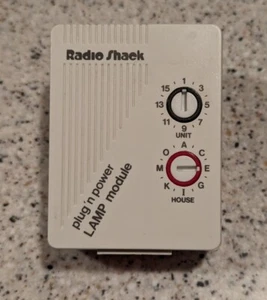 Radio Shack
plug 'n power
LAMP module
15 1 3
13 5
11 9 7
UNIT
A
O C
M E
K I G
HOUSE